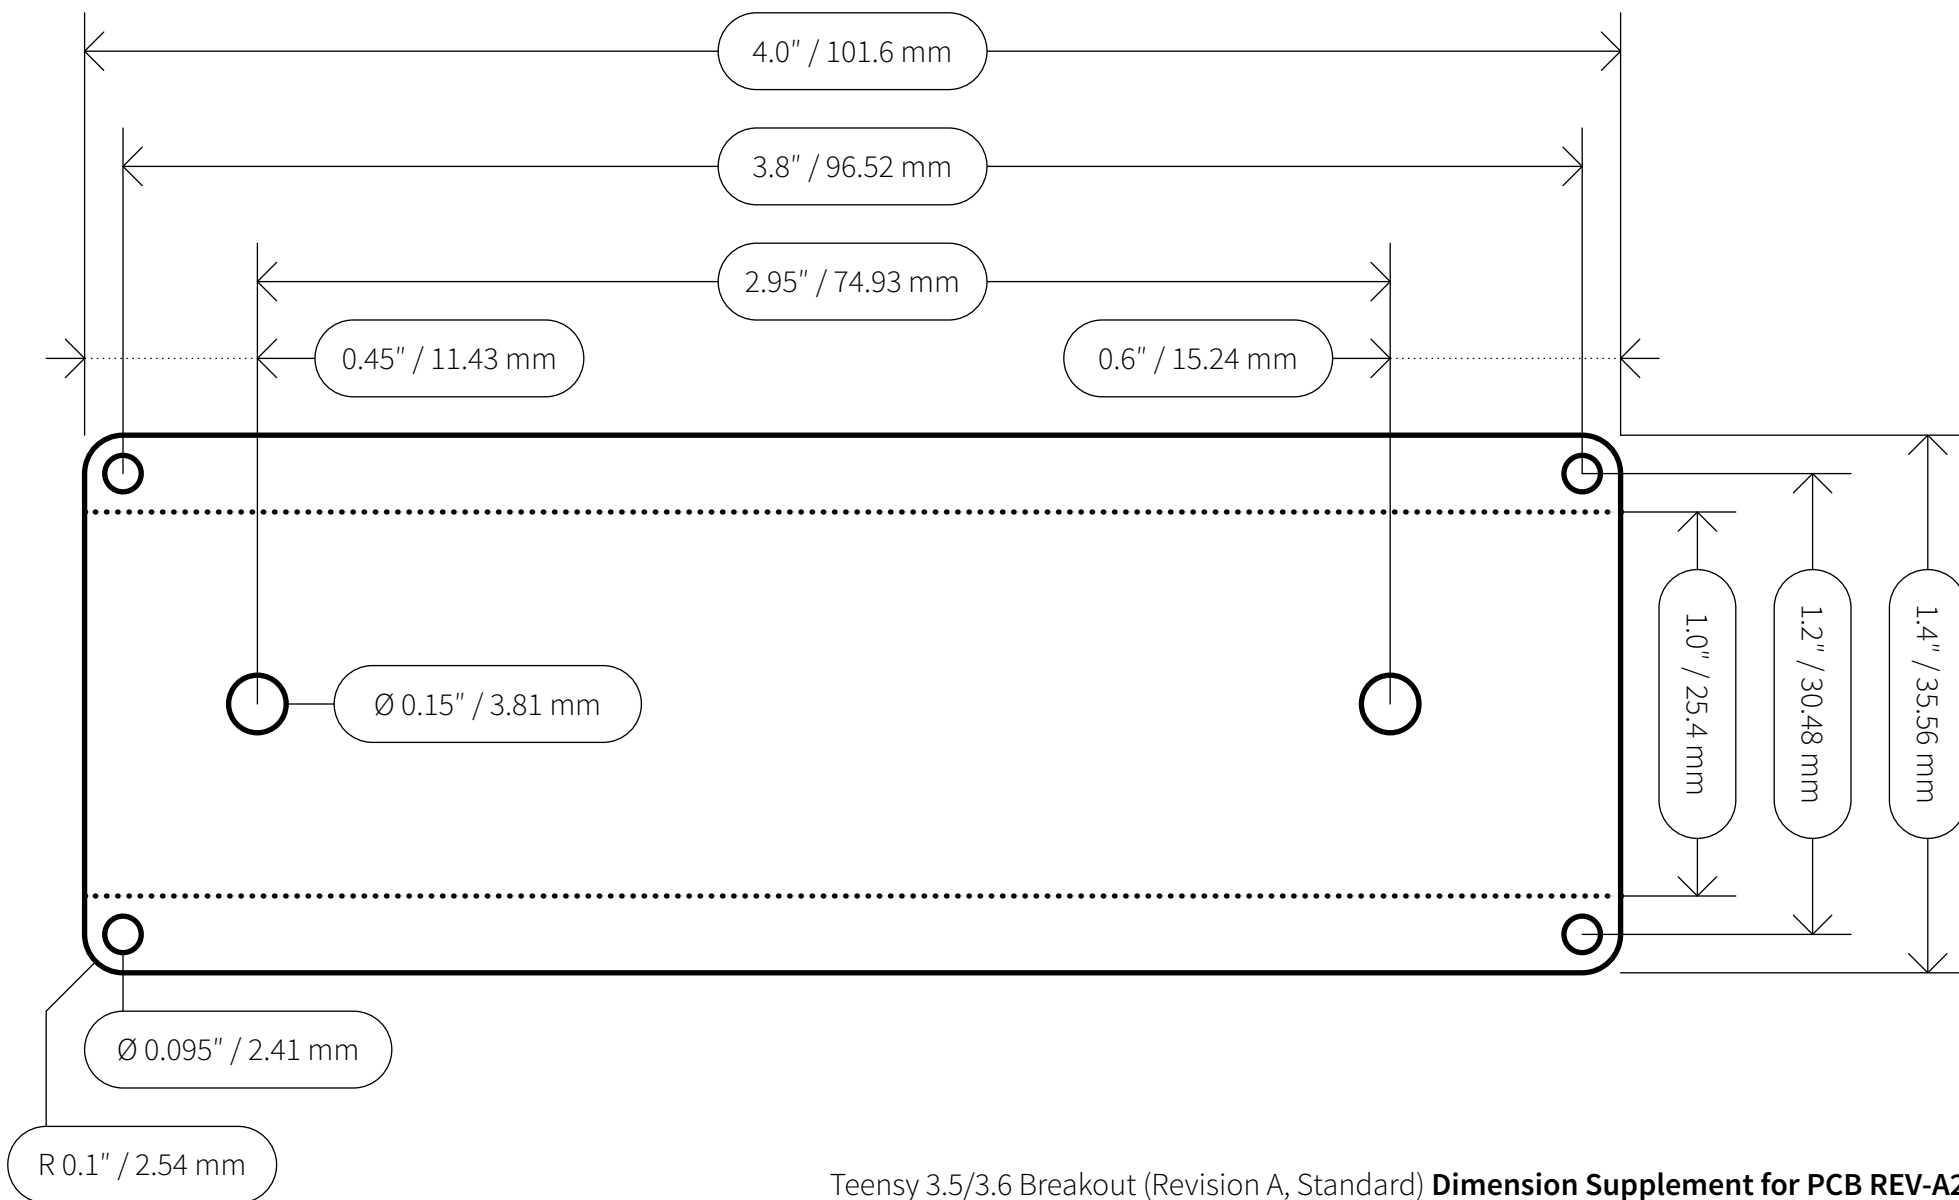 4.0″ / 101.6 mm
3.8″ / 96.52 mm
2.95″ / 74.93 mm
0.45″ / 11.43 mm
0.6″ / 15.24 mm
1.0″ / 25.4 mm
1.2″ / 30.48 mm
1.4″ / 35.56 mm
Ø 0.15″ / 3.81 mm
Ø 0.095″ / 2.41 mm
R 0.1″ / 2.54 mm
Teensy 3.5/3.6 Breakout (Revision A, Standard) Dimension Supplement for PCB